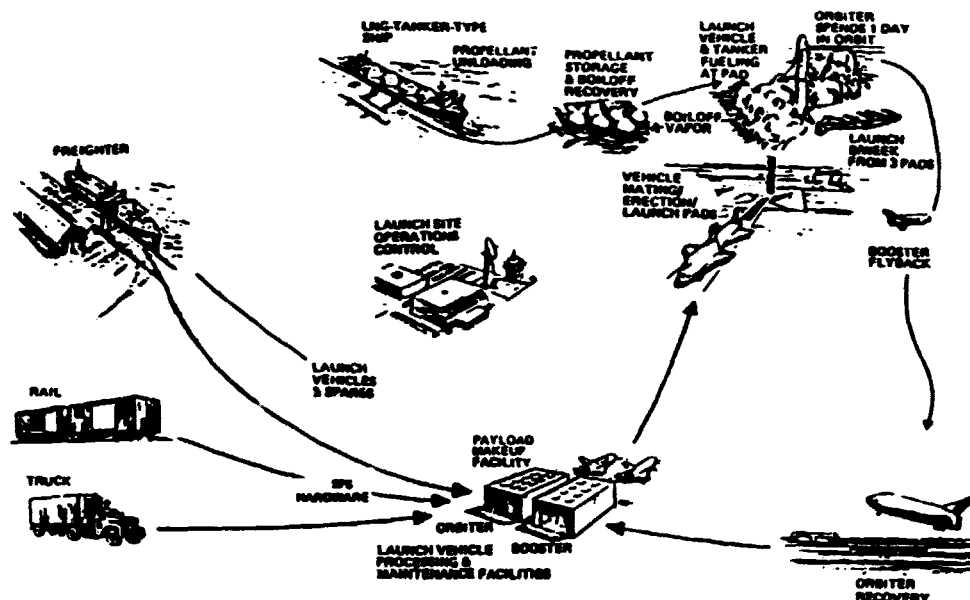 LNG-TANKER-TYPE
SHIP
PROPELLANT
UNLOADING
PROPELLANT
STORAGE
& BOILOFF
RECOVERY
LAUNCH
VEHICLE
& TANKER
FUELING
AT PAD
ORBITER
SPENDS 1 DAY
IN ORBIT
BOILOFF
VAPOR
LAUNCH
FROM 3 PADS
FREIGHTER
VEHICLE
MATING/
ERECTION/
LAUNCH PADS
LAUNCH SITE
OPERATIONS
CONTROL
BOOSTER
FLYBACK
LAUNCH
VEHICLES
& SPARES
RAIL
PAYLOAD
MAKEUP
FACILITY
TRUCK
SPS
HARDWARE
ORBITER
BOOSTER
LAUNCH VEHICLE
PROCESSING &
MAINTENANCE FACILITIES
ORBITER
RECOVERY